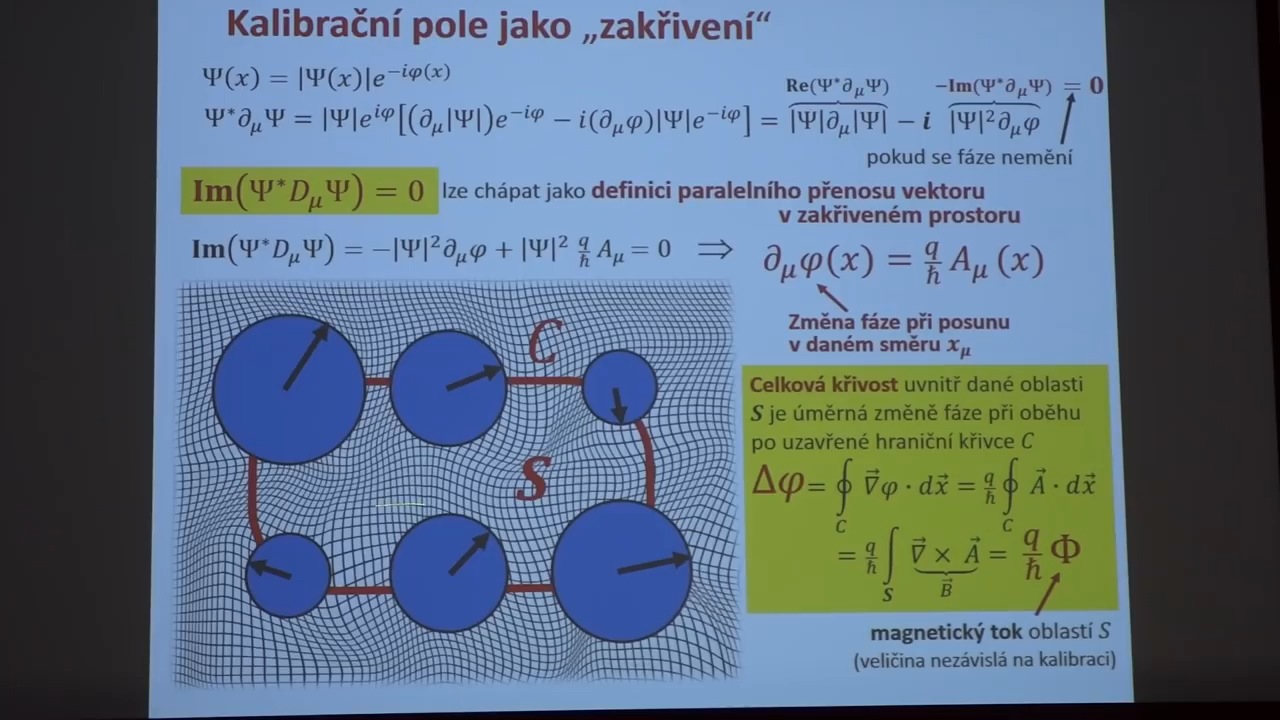 Kalibrační pole jako „zakřivení“
Ψ(x) = |Ψ(x)|e^{-iφ(x)}
Re(Ψ*∂_μΨ) -Im(Ψ*∂_μΨ) = 0
Ψ*∂_μΨ = |Ψ|e^{iφ}[(∂_μ|Ψ|)e^{-iφ} − i(∂_μφ)|Ψ|e^{-iφ}] = |Ψ|∂_μ|Ψ| − i |Ψ|²∂_μφ
pokud se fáze nemění
Im(Ψ*D_μΨ) = 0 lze chápat jako definici paralelního přenosu vektoru
v zakřiveném prostoru
Im(Ψ*D_μΨ) = −|Ψ|²∂_μφ + |Ψ|² q/ħ A_μ = 0 ⟹ ∂_μφ(x) = q/ħ A_μ (x)
Změna fáze při posunu
v daném směru x_μ
C
S
Celková křivost uvnitř dané oblasti
S je úměrná změně fáze při oběhu
po uzavřené hraniční křivce C
Δφ = ∮_C ∇⃗φ · dx⃗ = q/ħ ∮_C A⃗ · dx⃗
= q/ħ ∫_S ∇⃗ × A⃗ = q/ħ Φ
B⃗
magnetický tok oblastí S
(veličina nezávislá na kalibraci)